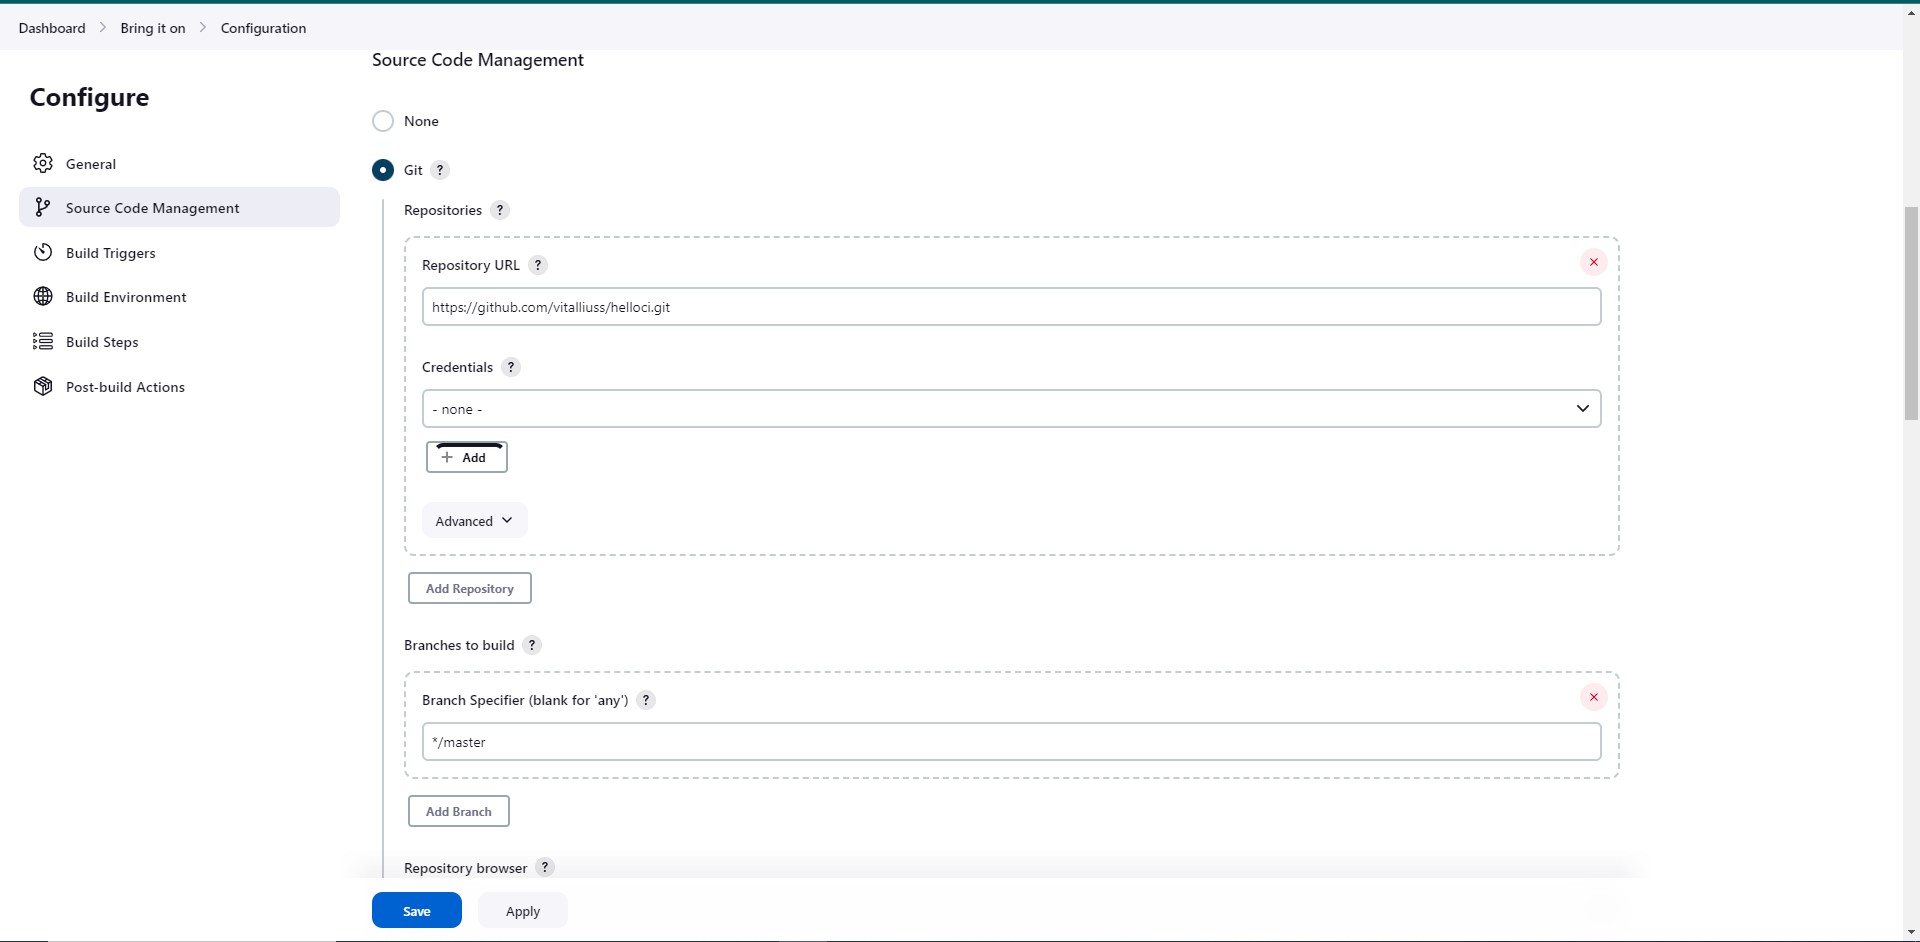 Dashboard > Bring it on > Configuration
Configure
General
Source Code Management
Build Triggers
Build Environment
Build Steps
Post-build Actions
Source Code Management
None
Git ?
Repositories ?
Repository URL ?
https://github.com/vitalliuss/helloci.git
Credentials ?
- none -
+ Add
Advanced
Add Repository
Branches to build ?
Branch Specifier (blank for 'any') ?
*/master
Add Branch
Repository browser ?
Save
Apply